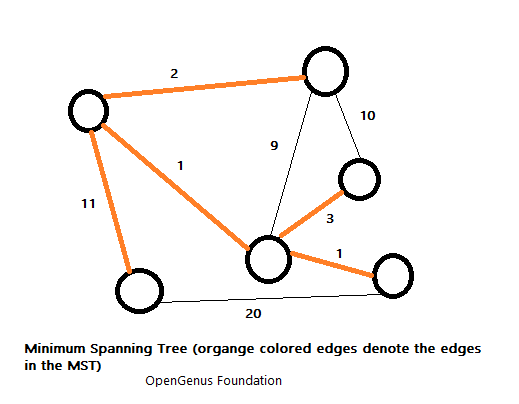 2
10
9
1
11
3
1
20
Minimum Spanning Tree (organge colored edges denote the edges
in the MST)
OpenGenus Foundation